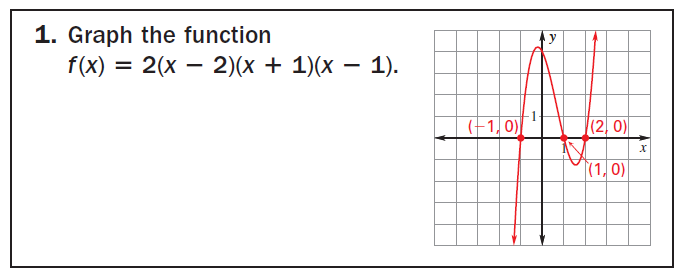 1. Graph the function
f(x) = 2(x − 2)(x + 1)(x − 1).
y
1
(−1, 0)
(2, 0)
1
x
(1, 0)